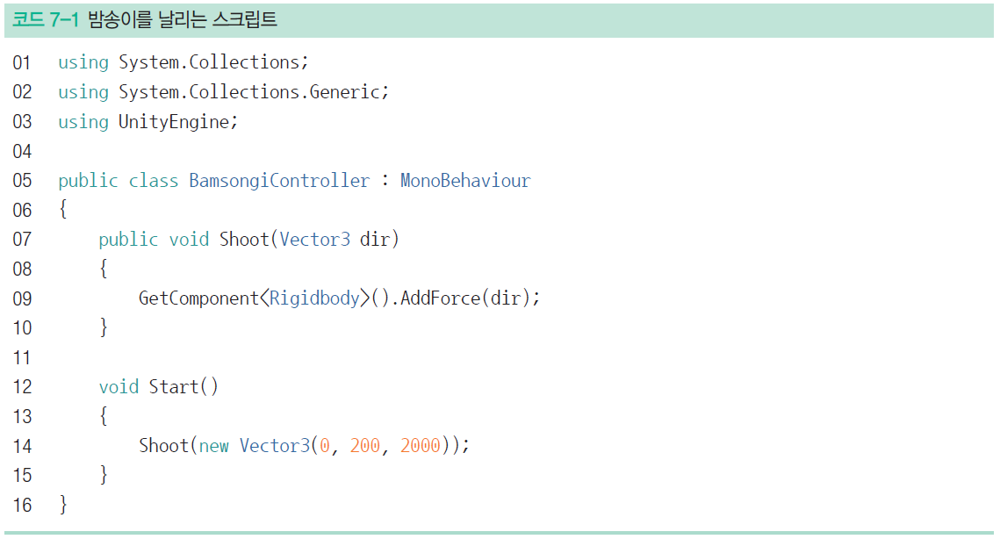 코드 7-1 밤송이를 날리는 스크립트
01 using System.Collections;
02 using System.Collections.Generic;
03 using UnityEngine;
04
05 public class BamsongiController : MonoBehaviour
06 {
07     public void Shoot(Vector3 dir)
08     {
09         GetComponent<Rigidbody>().AddForce(dir);
10     }
11
12     void Start()
13     {
14         Shoot(new Vector3(0, 200, 2000));
15     }
16 }